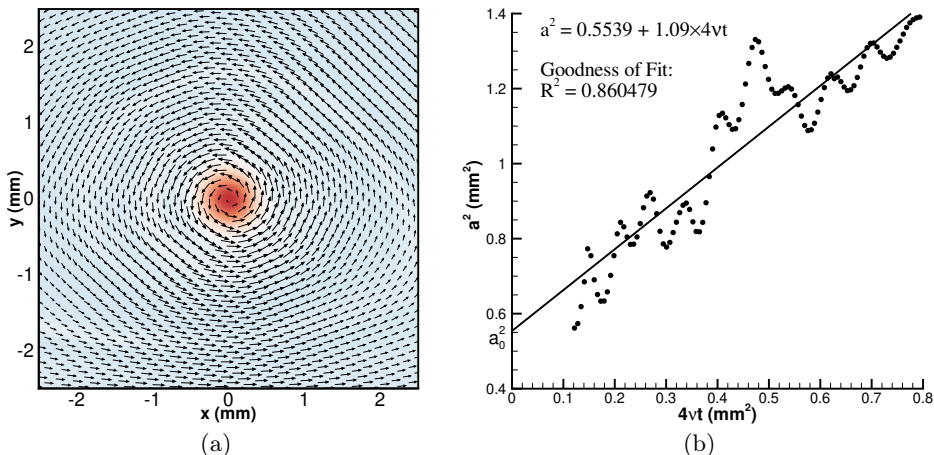 2
1
0
-1
-2
y (mm)
-2 -1 0 1 2
x (mm)
(a)
a² = 0.5539 + 1.09×4νt
Goodness of Fit:
R² = 0.860479
1.4
1.2
1
0.8
0.6
a₀²
0.4
a² (mm²)
0 0.1 0.2 0.3 0.4 0.5 0.6 0.7 0.8
4νt (mm²)
(b)